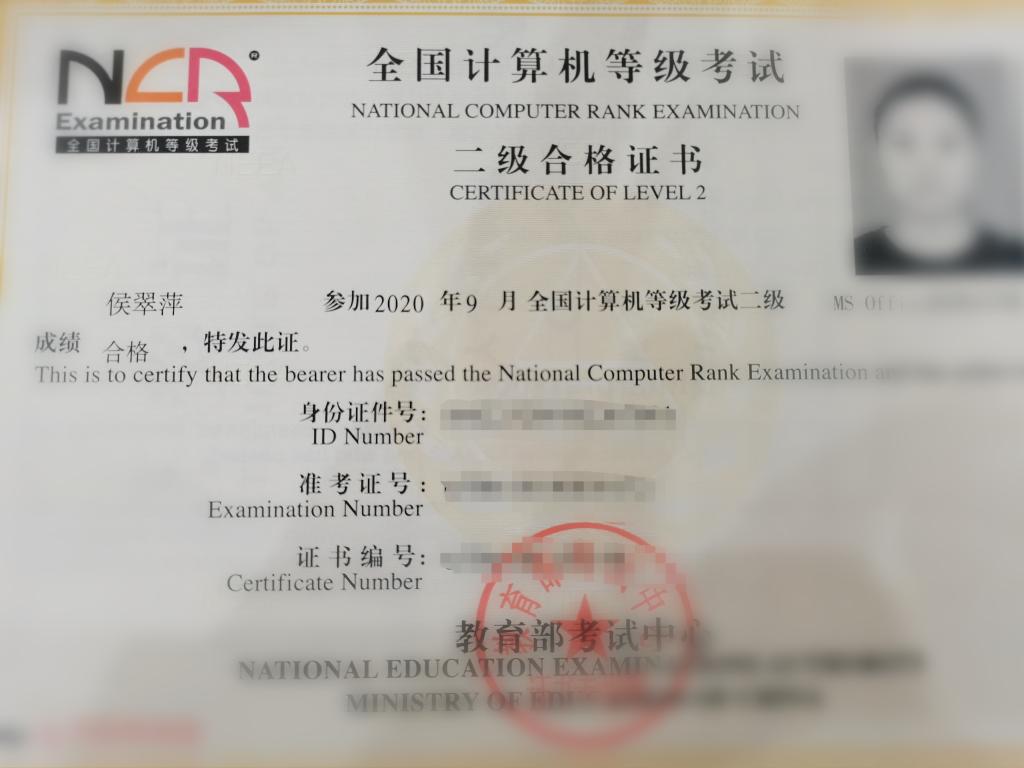 NCR
Examination
全国计算机等级考试
全国计算机等级考试
NATIONAL COMPUTER RANK EXAMINATION
二级合格证书
CERTIFICATE OF LEVEL 2
侯翠萍 参加2020 年9 月全国计算机等级考试二级 MS
成绩 合格 ，特发此证。
This is to certify that the bearer has passed the National Computer Rank Examination
身份证件号：
ID Number
准考证号：
Examination Number
证书编号：
Certificate Number
教育部考试中心
NATIONAL EDUCATION
MINISTRY OF